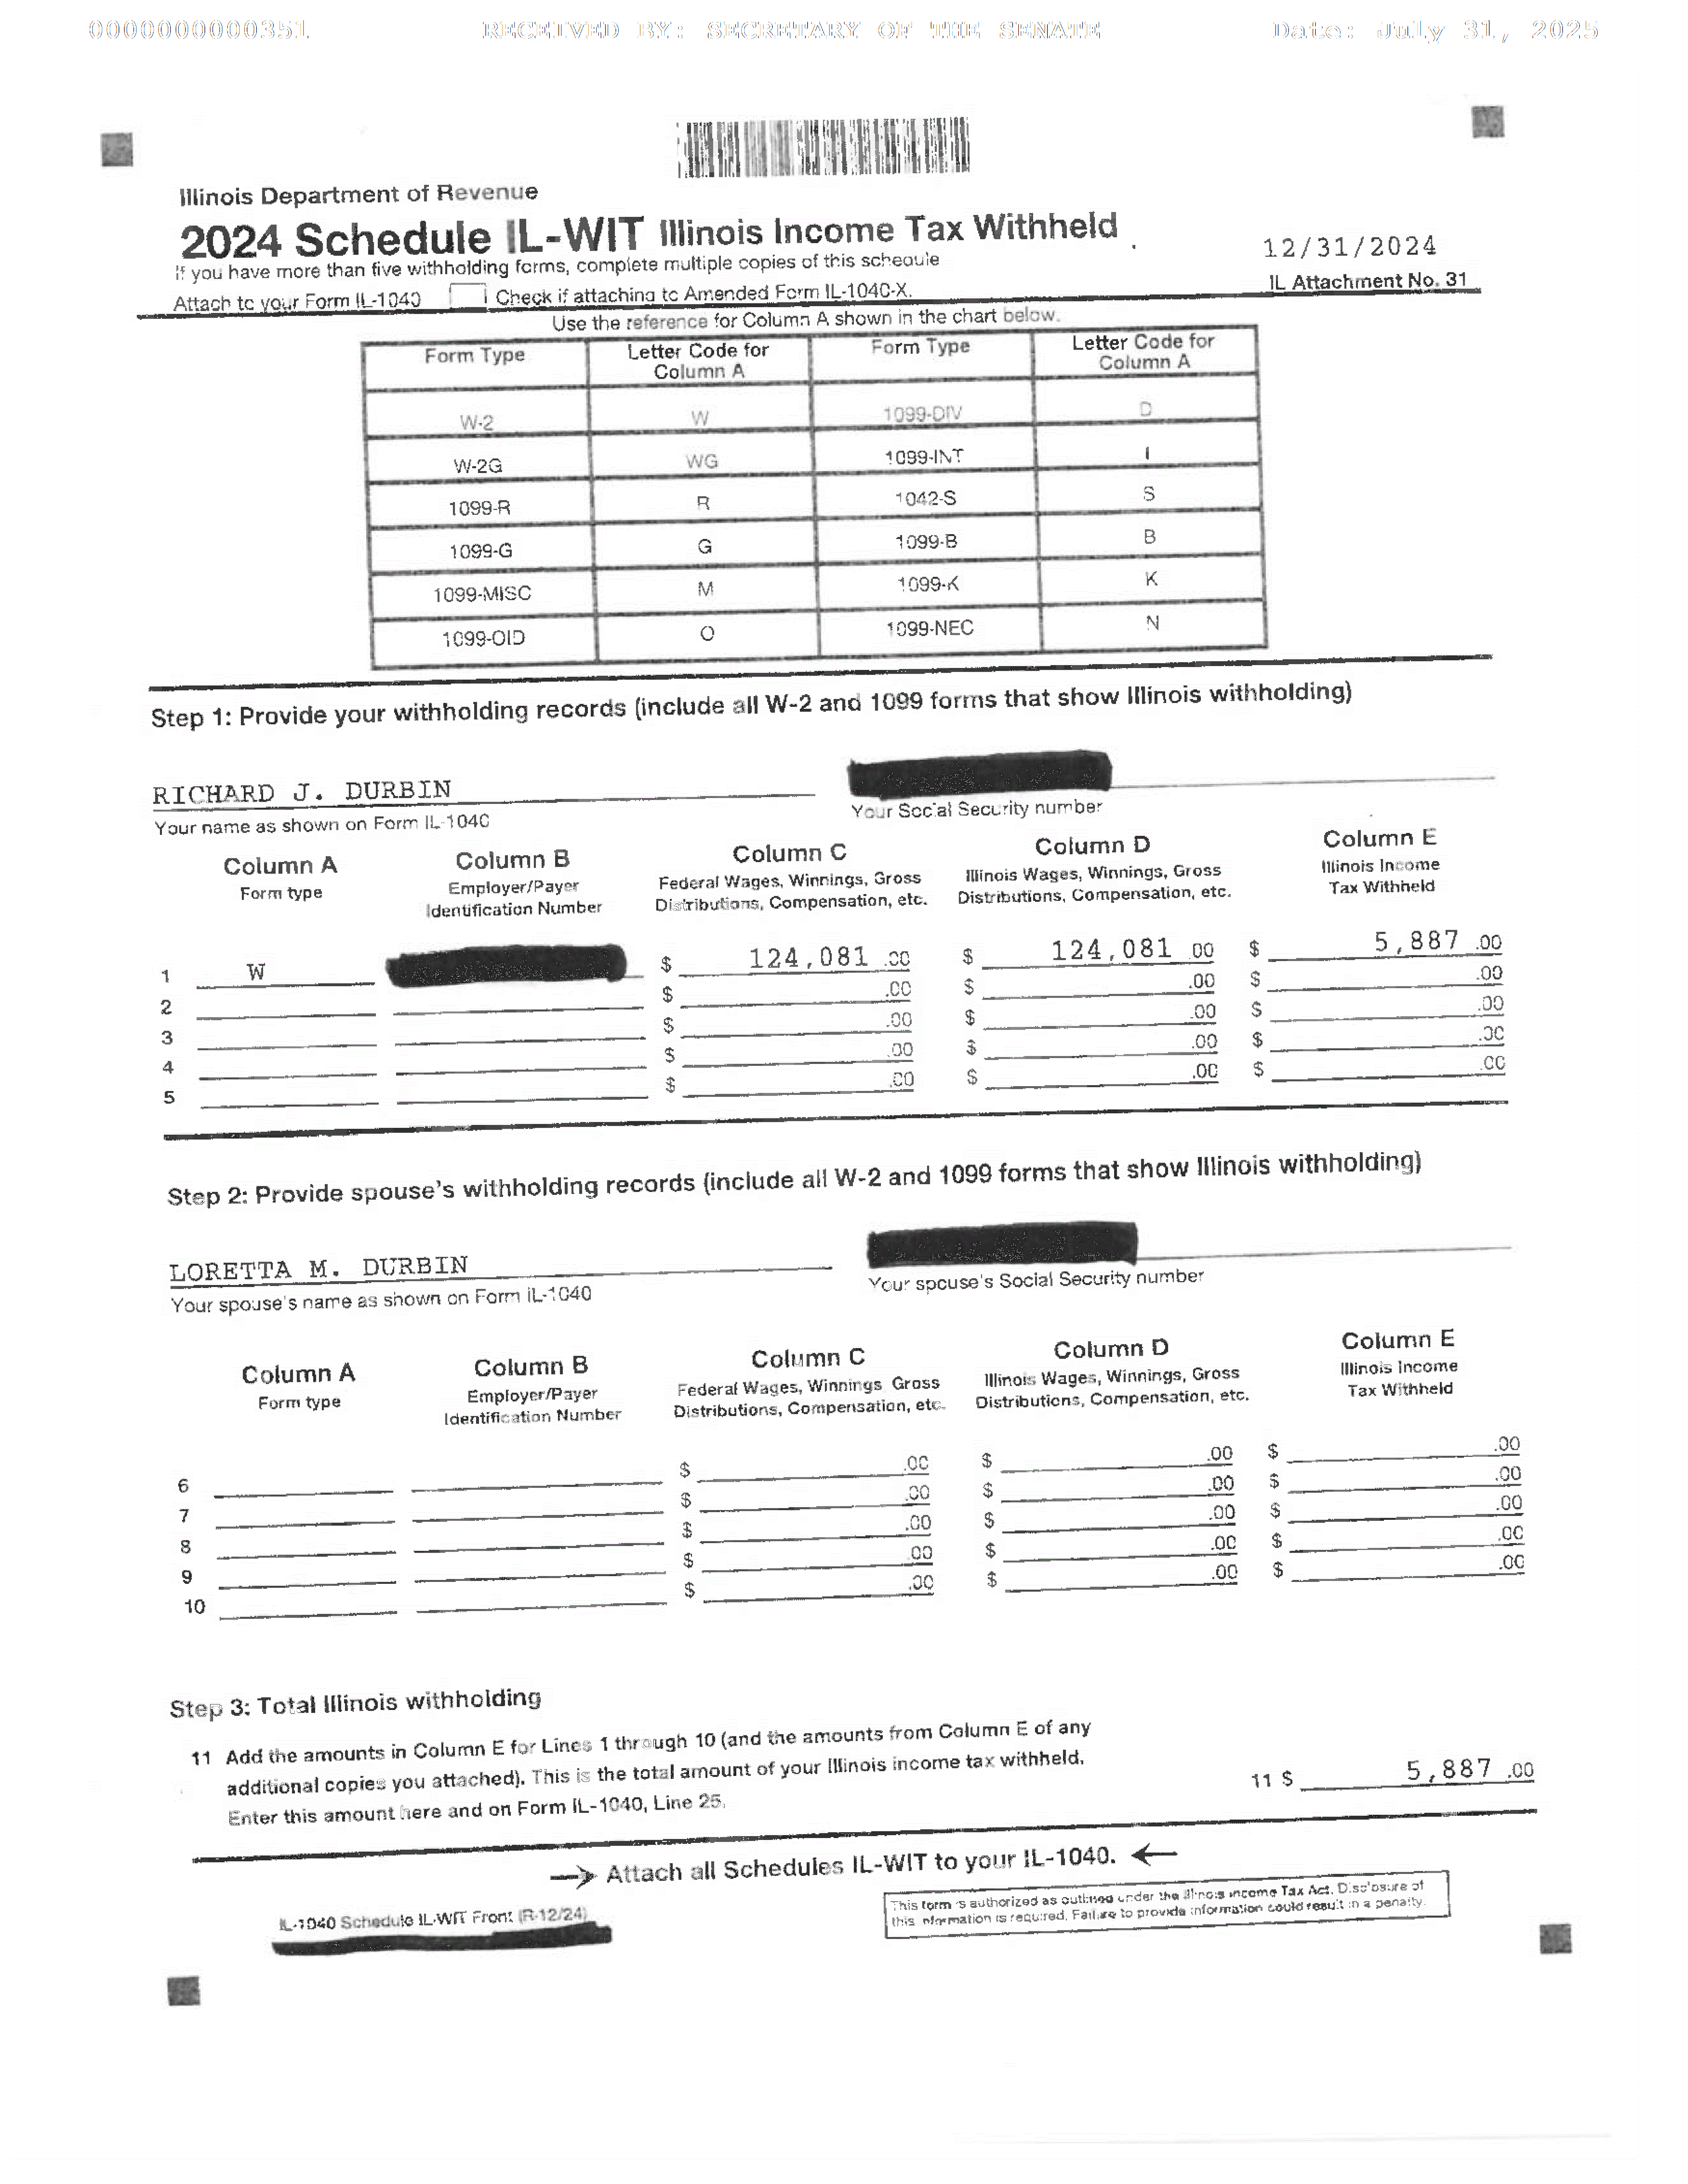 0000000000351 RECEIVED BY: SECRETARY OF THE SENATE Date: July 31, 2025
Illinois Department of Revenue
2024 Schedule IL-WIT Illinois Income Tax Withheld
12/31/2024
If you have more than five withholding forms, complete multiple copies of this schedule
Attach to your Form IL-1040 Check if attaching to Amended Form IL-1040-X.
IL Attachment No. 31
Use the reference for Column A shown in the chart below.
Form Type Letter Code for Column A Form Type Letter Code for Column A
W-2 W 1099-DIV D
W-2G WG 1099-INT I
1099-R R 1042-S S
1099-G G 1099-B B
1099-MISC M 1099-K K
1099-OID O 1099-NEC N
Step 1: Provide your withholding records (include all W-2 and 1099 forms that show Illinois withholding)
RICHARD J. DURBIN
Your name as shown on Form IL-1040
Your Social Security number
Column A Column B Column C Column D Column E
Form type Employer/Payer Federal Wages, Winnings, Gross Illinois Wages, Winnings, Gross Illinois Income
Identification Number Distributions, Compensation, etc. Distributions, Compensation, etc. Tax Withheld
1 W $ 124,081 .00 $ 124,081 .00 $ 5,887 .00
2 $ .00 $ .00 $ .00
3 $ .00 $ .00 $ .00
4 $ .00 $ .00 $ .00
5 $ .00 $ .00 $ .00
Step 2: Provide spouse's withholding records (include all W-2 and 1099 forms that show Illinois withholding)
LORETTA M. DURBIN
Your spouse's name as shown on Form IL-1040
Your spouse's Social Security number
Column A Column B Column C Column D Column E
Form type Employer/Payer Federal Wages, Winnings Gross Illinois Wages, Winnings, Gross Illinois Income
Identification Number Distributions, Compensation, etc. Distributions, Compensation, etc. Tax Withheld
6 $ .00 $ .00 $ .00
7 $ .00 $ .00 $ .00
8 $ .00 $ .00 $ .00
9 $ .00 $ .00 $ .00
10 $ .00 $ .00 $ .00
Step 3: Total Illinois withholding
11 Add the amounts in Column E for Lines 1 through 10 (and the amounts from Column E of any
additional copies you attached). This is the total amount of your Illinois income tax withheld.
Enter this amount here and on Form IL-1040, Line 25.
11 $ 5,887 .00
→ Attach all Schedules IL-WIT to your IL-1040. ←
IL-1040 Schedule IL-WIT Front (R-12/24)
This form is authorized as outlined under the Illinois Income Tax Act. Disclosure of
this information is required. Failure to provide information could result in a penalty.